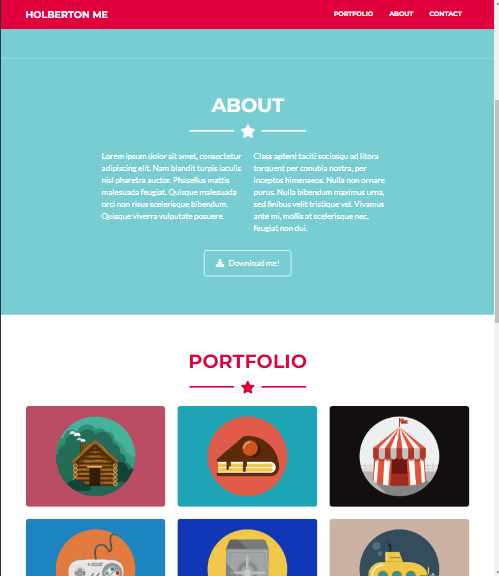 HOLBERTON ME
PORTFOLIO ABOUT CONTACT
ABOUT
Lorem ipsum dolor sit amet, consectetur
adipiscing elit. Nam blandit turpis iaculis
nisl pharetra auctor. Phasellus mattis
malesuada feugiat. Quisque malesuada
orci non risus scelerisque bibendum.
Quisque viverra vulputate posuere.
Class aptent taciti sociosqu ad litora
torquent per conubia nostra, per
inceptos himenaeos. Nulla non ornare
purus. Nulla bibendum maximus urna,
sed finibus velit tristique vel. Vivamus
ante mi, mollis at scelerisque nec,
feugiat non dui.
Download me!
PORTFOLIO